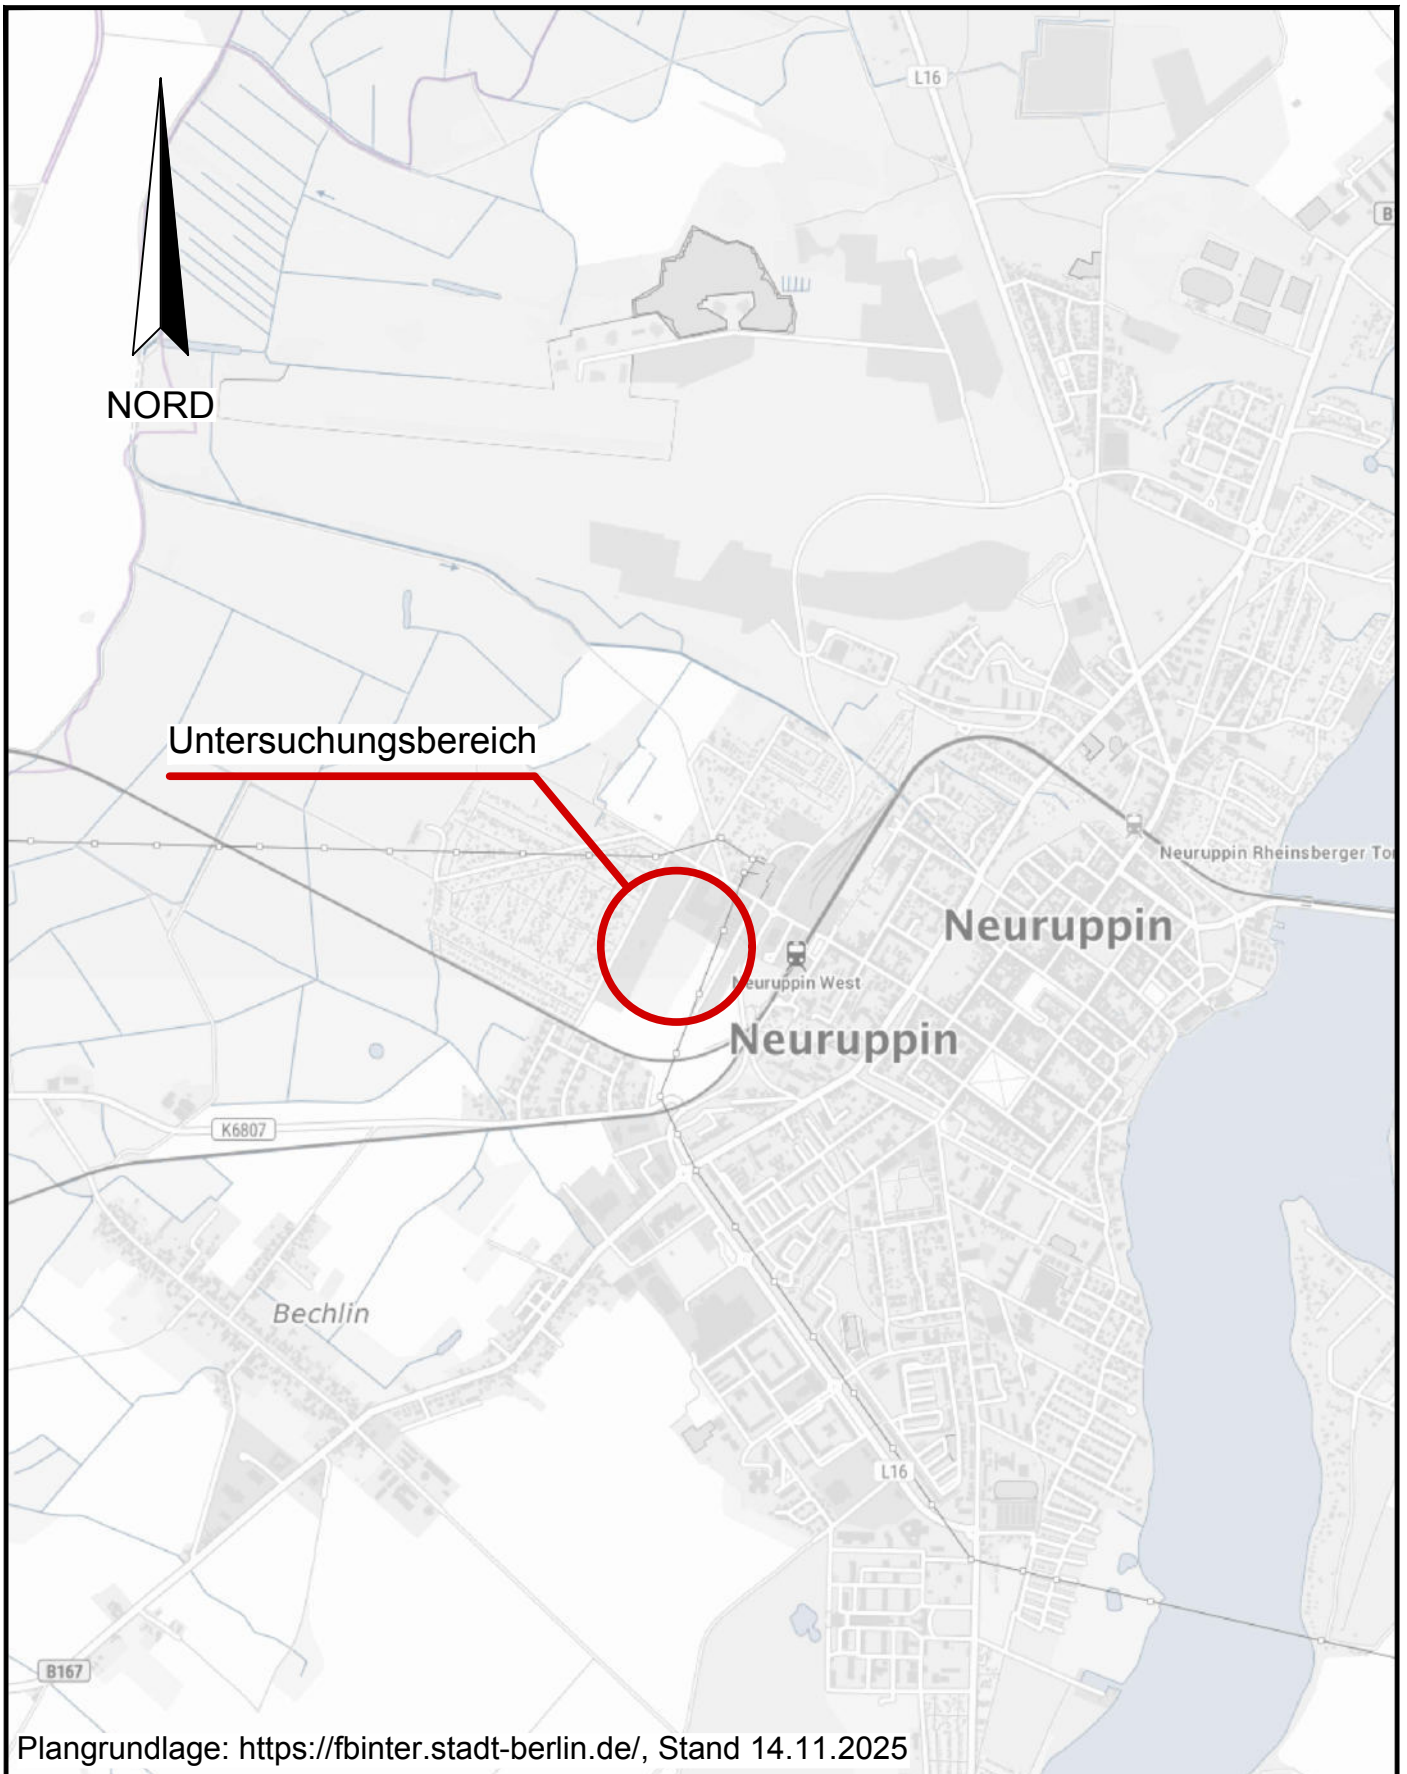 L16
B
NORD
Untersuchungsbereich
Neuruppin Rheinsberger Tor
Neuruppin
Neuruppin West
Neuruppin
K6807
Bechlin
L16
B167
Plangrundlage: https://fbinter.stadt-berlin.de/, Stand 14.11.2025